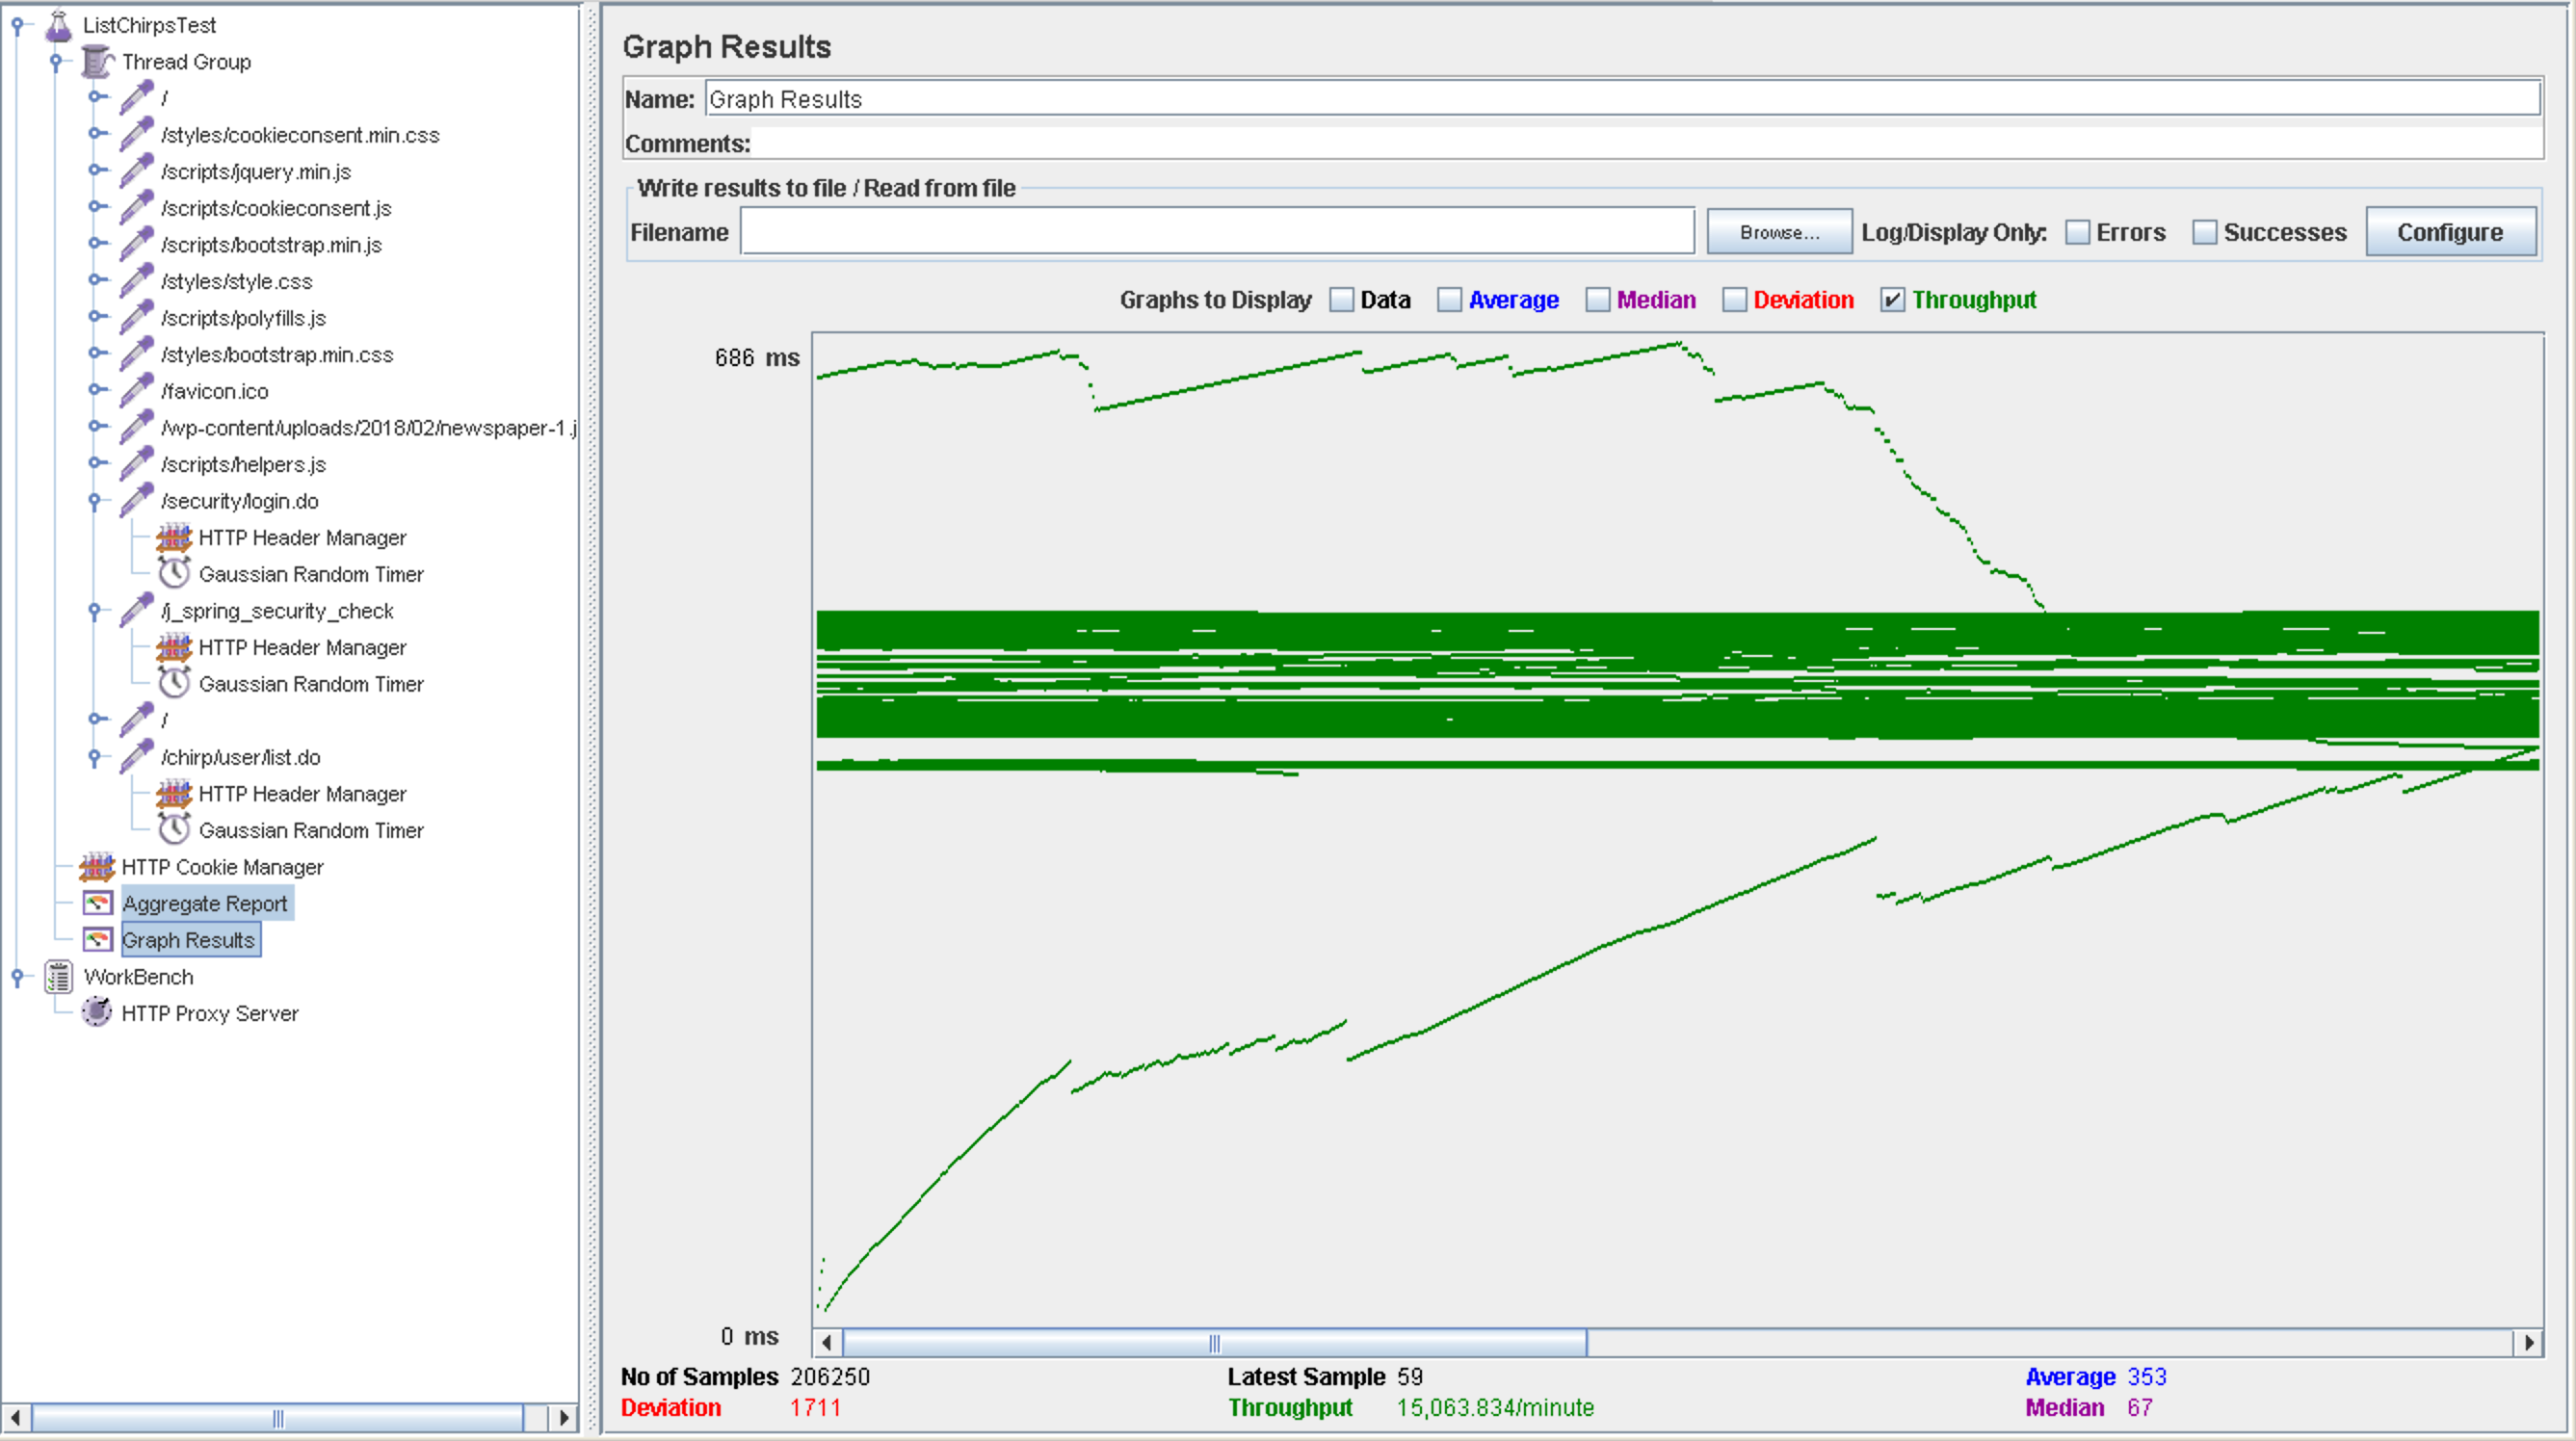 ListChirpsTest
Thread Group
/
/styles/cookieconsent.min.css
/scripts/jquery.min.js
/scripts/cookieconsent.js
/scripts/bootstrap.min.js
/styles/style.css
/scripts/polyfills.js
/styles/bootstrap.min.css
/favicon.ico
/wp-content/uploads/2018/02/newspaper-1.j
/scripts/helpers.js
/security/login.do
HTTP Header Manager
Gaussian Random Timer
/j_spring_security_check
HTTP Header Manager
Gaussian Random Timer
/
/chirp/user/list.do
HTTP Header Manager
Gaussian Random Timer
HTTP Cookie Manager
Aggregate Report
Graph Results
WorkBench
HTTP Proxy Server
Graph Results
Name: Graph Results
Comments:
Write results to file / Read from file
Filename Browse... Log/Display Only: Errors Successes Configure
Graphs to Display Data Average Median Deviation Throughput
686 ms
0 ms
No of Samples 206250 Latest Sample 59 Average 353
Deviation 1711 Throughput 15,063.834/minute Median 67